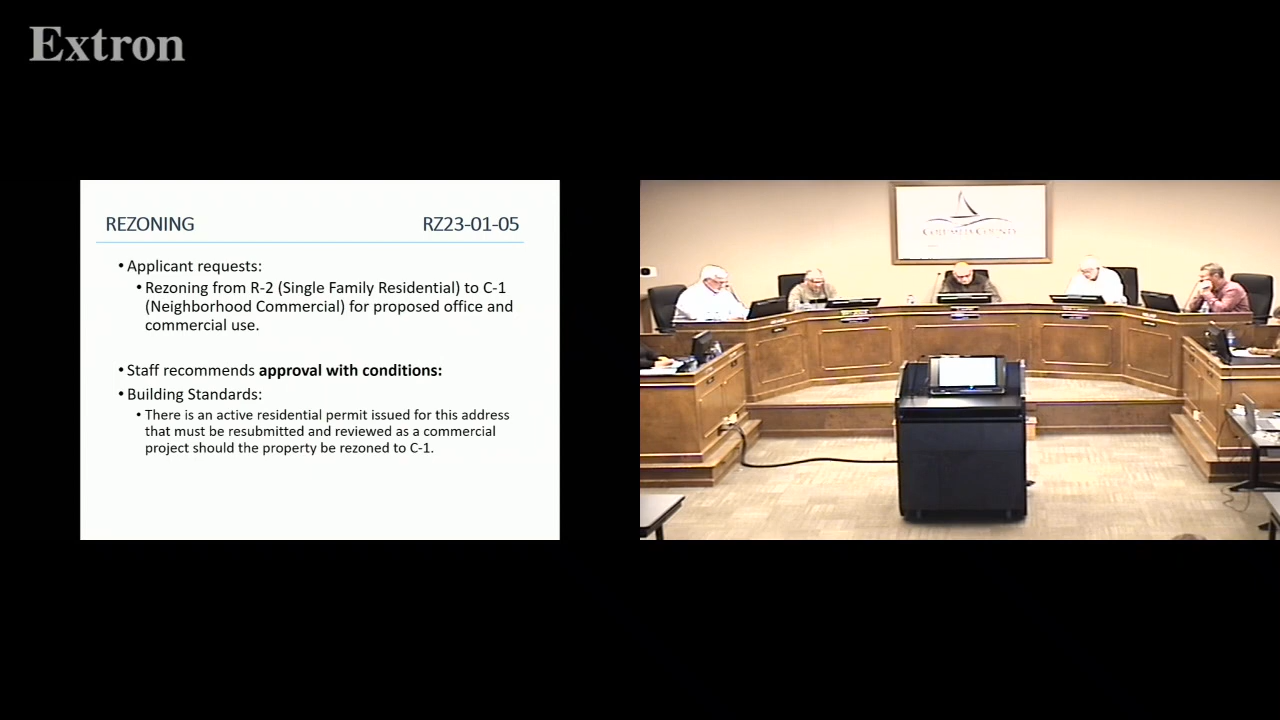 Extron
REZONING
RZ23-01-05
• Applicant requests:
• Rezoning from R-2 (Single Family Residential) to C-1
(Neighborhood Commercial) for proposed office and
commercial use.
• Staff recommends approval with conditions:
• Building Standards:
• There is an active residential permit issued for this address
that must be resubmitted and reviewed as a commercial
project should the property be rezoned to C-1.
COLUMBIA COUNTY